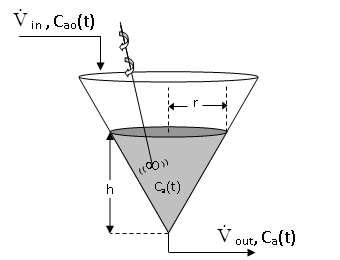 V̇ in , Cao(t)
r
h
Ca(t)
V̇ out, Ca(t)